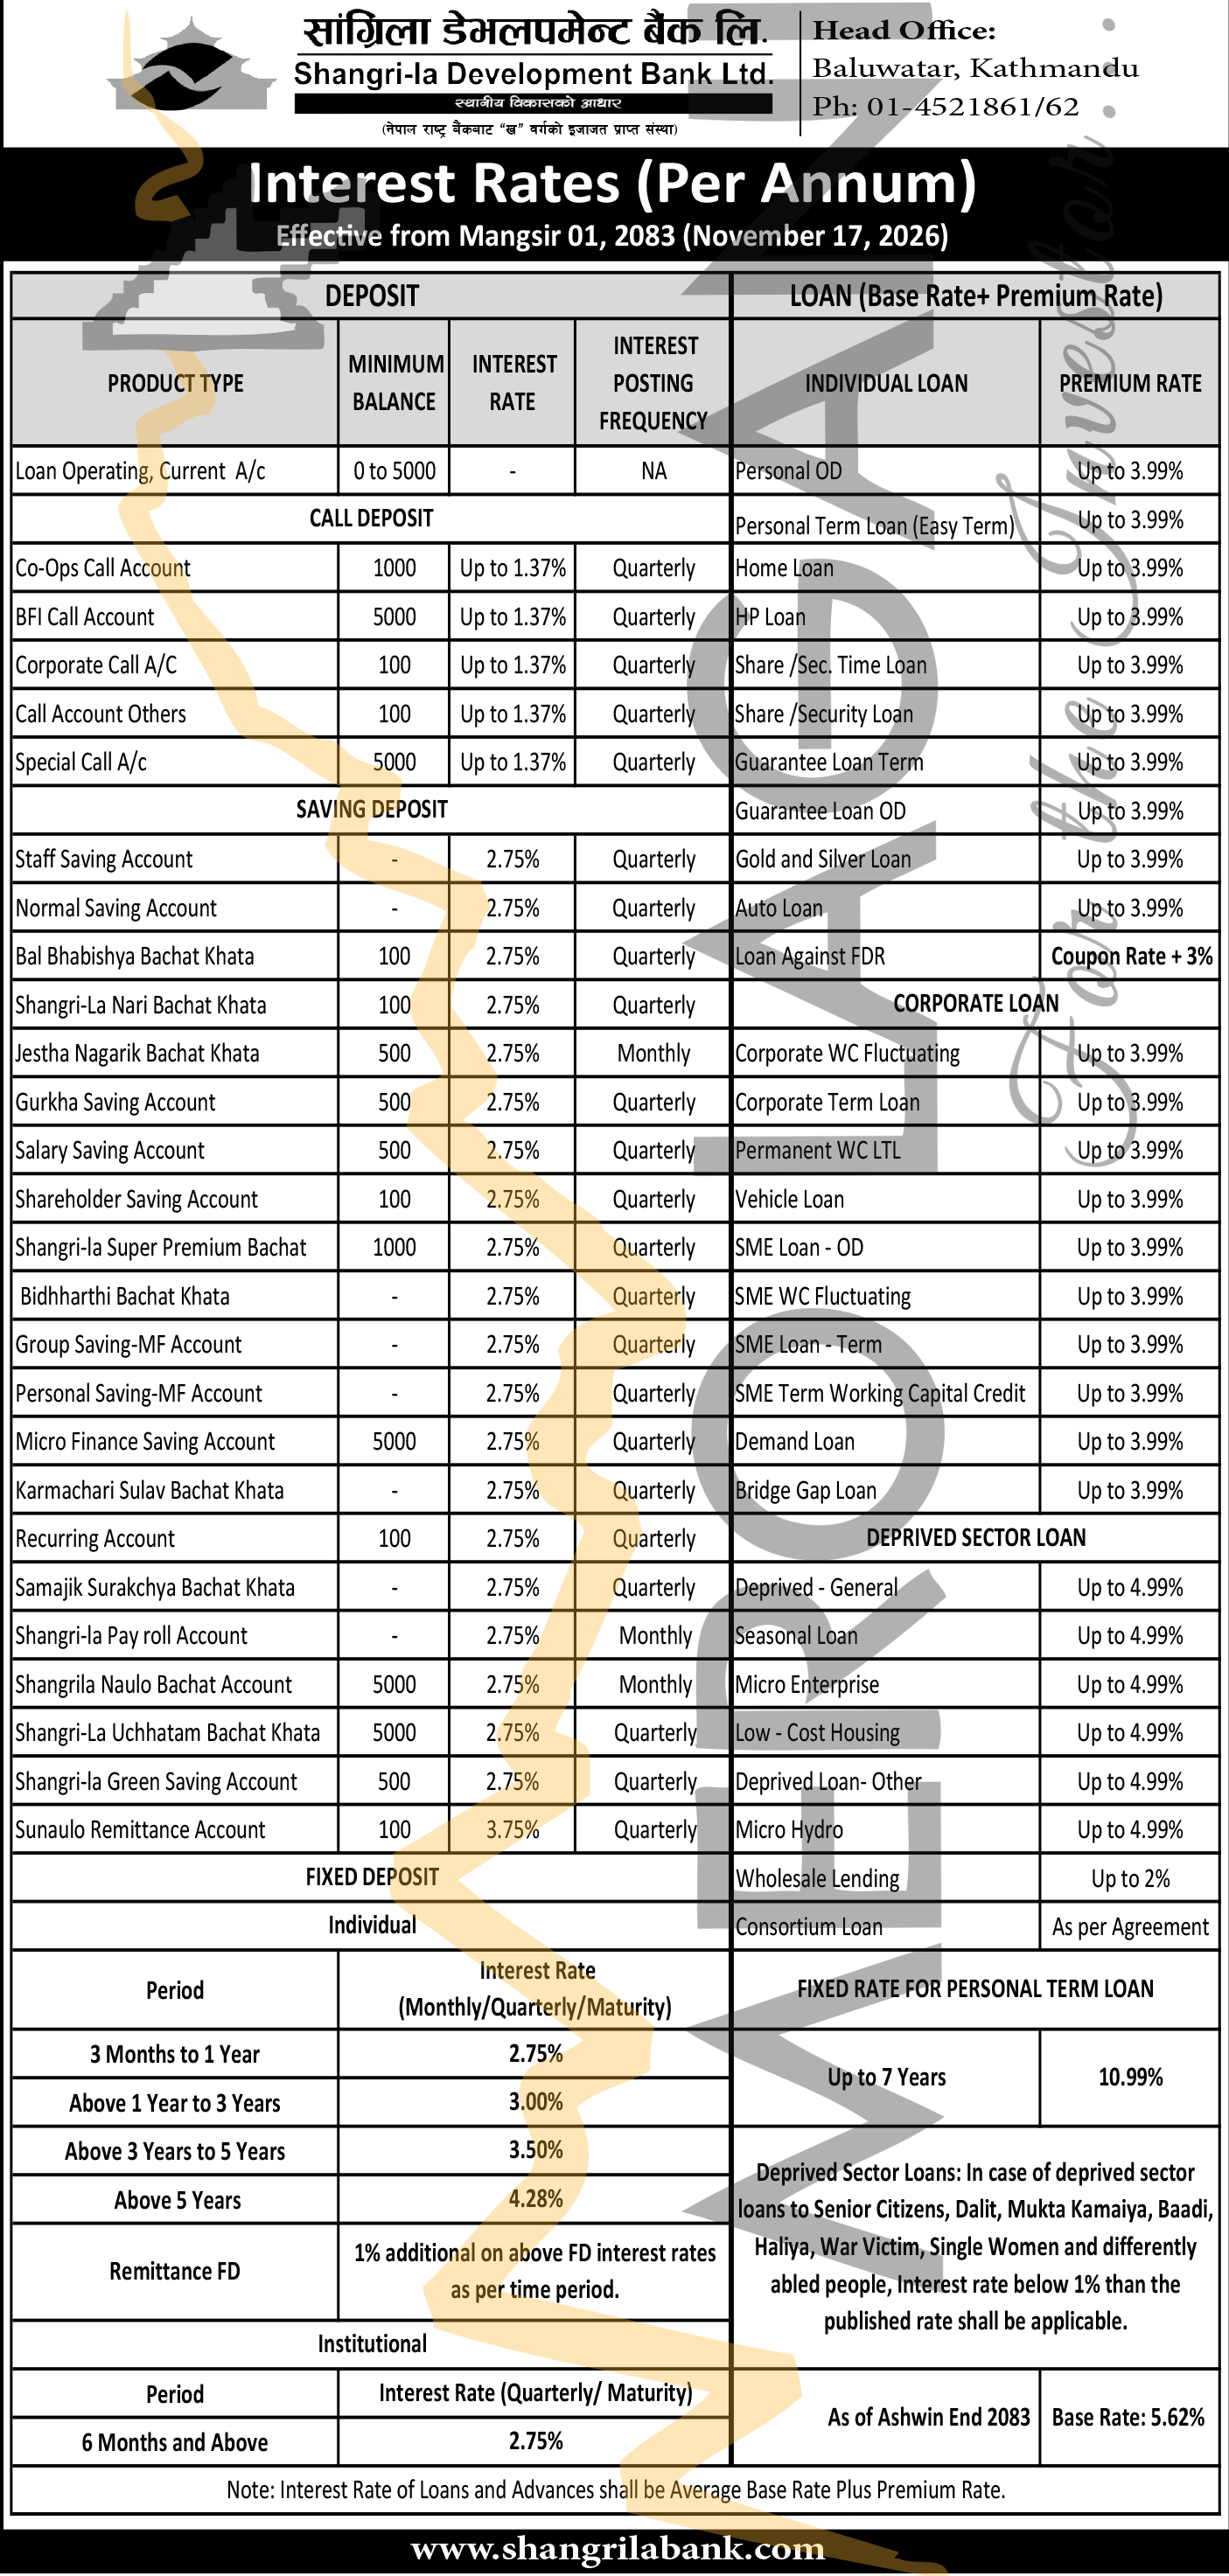 सांग्रिला डेभलपमेन्ट बैंक लि.
Shangri-la Development Bank Ltd.
स्थानीय विकासको आधार
(नेपाल राष्ट्र बैंकबाट “ख” वर्गको इजाजत प्राप्त संस्था)
Head Office:
Baluwatar, Kathmandu
Ph: 01-4521861/62
Interest Rates (Per Annum)
Effective from Mangsir 01, 2083 (November 17, 2026)
DEPOSIT
PRODUCT TYPE MINIMUM BALANCE INTEREST RATE INTEREST POSTING FREQUENCY
Loan Operating, Current A/c 0 to 5000 - NA
CALL DEPOSIT
Co-Ops Call Account 1000 Up to 1.37% Quarterly
BFI Call Account 5000 Up to 1.37% Quarterly
Corporate Call A/C 100 Up to 1.37% Quarterly
Call Account Others 100 Up to 1.37% Quarterly
Special Call A/c 5000 Up to 1.37% Quarterly
SAVING DEPOSIT
Staff Saving Account - 2.75% Quarterly
Normal Saving Account - 2.75% Quarterly
Bal Bhabishya Bachat Khata 100 2.75% Quarterly
Shangri-La Nari Bachat Khata 100 2.75% Quarterly
Jestha Nagarik Bachat Khata 500 2.75% Monthly
Gurkha Saving Account 500 2.75% Quarterly
Salary Saving Account 500 2.75% Quarterly
Shareholder Saving Account 100 2.75% Quarterly
Shangri-la Super Premium Bachat 1000 2.75% Quarterly
Bidhharthi Bachat Khata - 2.75% Quarterly
Group Saving-MF Account - 2.75% Quarterly
Personal Saving-MF Account - 2.75% Quarterly
Micro Finance Saving Account 5000 2.75% Quarterly
Karmachari Sulav Bachat Khata - 2.75% Quarterly
Recurring Account 100 2.75% Quarterly
Samajik Surakchya Bachat Khata - 2.75% Quarterly
Shangri-la Pay roll Account - 2.75% Monthly
Shangrila Naulo Bachat Account 5000 2.75% Monthly
Shangri-La Uchhatam Bachat Khata 5000 2.75% Quarterly
Shangri-la Green Saving Account 500 2.75% Quarterly
Sunaulo Remittance Account 100 3.75% Quarterly
FIXED DEPOSIT
Individual
Period Interest Rate (Monthly/Quarterly/Maturity)
3 Months to 1 Year 2.75%
Above 1 Year to 3 Years 3.00%
Above 3 Years to 5 Years 3.50%
Above 5 Years 4.28%
Remittance FD 1% additional on above FD interest rates as per time period.
Institutional
Period Interest Rate (Quarterly/ Maturity)
6 Months and Above 2.75%
LOAN (Base Rate+ Premium Rate)
INDIVIDUAL LOAN PREMIUM RATE
Personal OD Up to 3.99%
Personal Term Loan (Easy Term) Up to 3.99%
Home Loan Up to 3.99%
HP Loan Up to 3.99%
Share /Sec. Time Loan Up to 3.99%
Share /Security Loan Up to 3.99%
Guarantee Loan Term Up to 3.99%
Guarantee Loan OD Up to 3.99%
Gold and Silver Loan Up to 3.99%
Auto Loan Up to 3.99%
Loan Against FDR Coupon Rate + 3%
CORPORATE LOAN
Corporate WC Fluctuating Up to 3.99%
Corporate Term Loan Up to 3.99%
Permanent WC LTL Up to 3.99%
Vehicle Loan Up to 3.99%
SME Loan - OD Up to 3.99%
SME WC Fluctuating Up to 3.99%
SME Loan - Term Up to 3.99%
SME Term Working Capital Credit Up to 3.99%
Demand Loan Up to 3.99%
Bridge Gap Loan Up to 3.99%
DEPRIVED SECTOR LOAN
Deprived - General Up to 4.99%
Seasonal Loan Up to 4.99%
Micro Enterprise Up to 4.99%
Low - Cost Housing Up to 4.99%
Deprived Loan- Other Up to 4.99%
Micro Hydro Up to 4.99%
Wholesale Lending Up to 2%
Consortium Loan As per Agreement
FIXED RATE FOR PERSONAL TERM LOAN
Up to 7 Years 10.99%
Deprived Sector Loans: In case of deprived sector
loans to Senior Citizens, Dalit, Mukta Kamaiya, Baadi,
Haliya, War Victim, Single Women and differently
abled people, Interest rate below 1% than the
published rate shall be applicable.
As of Ashwin End 2083 Base Rate: 5.62%
Note: Interest Rate of Loans and Advances shall be Average Base Rate Plus Premium Rate.
www.shangrilabank.com
MERO LAGANI
For the Investor...